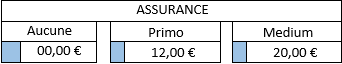 ASSURANCE
Aucune Primo Medium
00,00 € 12,00 € 20,00 €